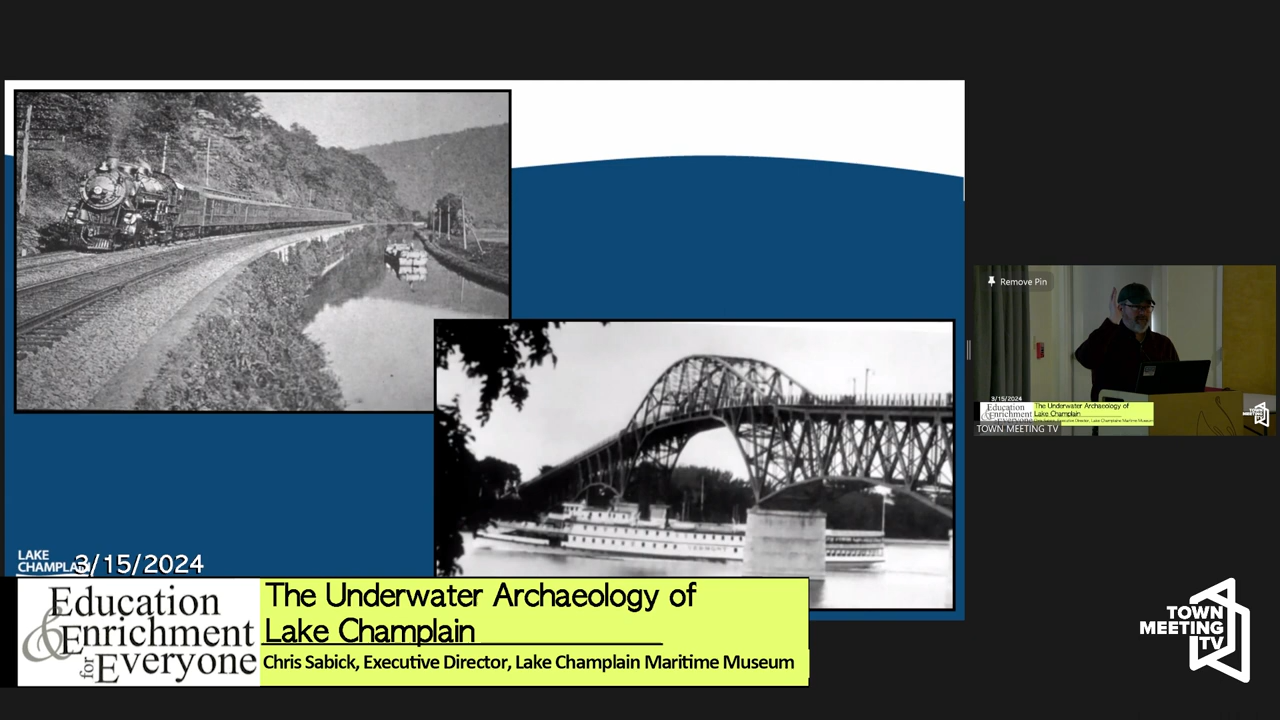 Remove Pin
3/15/2024
Education
Enrichment
Everyone
The Underwater Archaeology of
Lake Champlain
TOWN MEETING TV
VERMONT
LAKE
CHAMPLAIN
3/15/2024
Education
& Enrichment
for Everyone
The Underwater Archaeology of
Lake Champlain
Chris Sabick, Executive Director, Lake Champlain Maritime Museum
TOWN
MEETING
TV